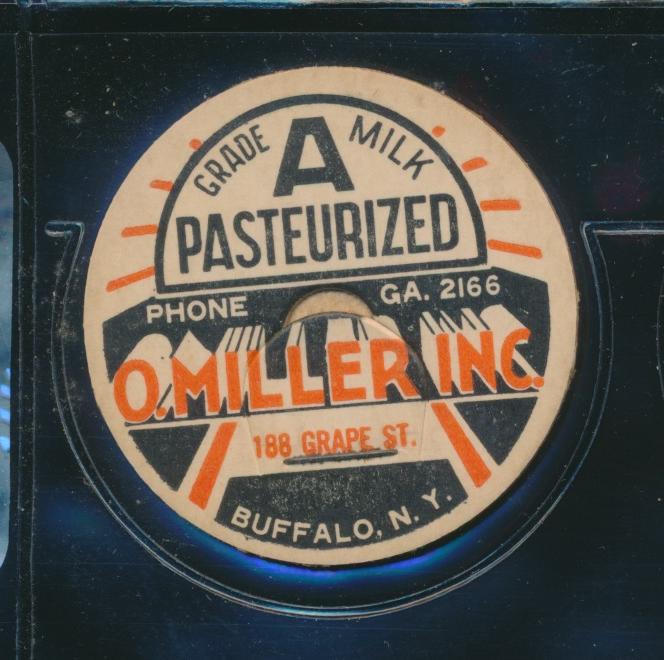 GRADE A MILK
PASTEURIZED
PHONE GA. 2166
O. MILLER INC.
188 GRAPE ST.
BUFFALO, N. Y.